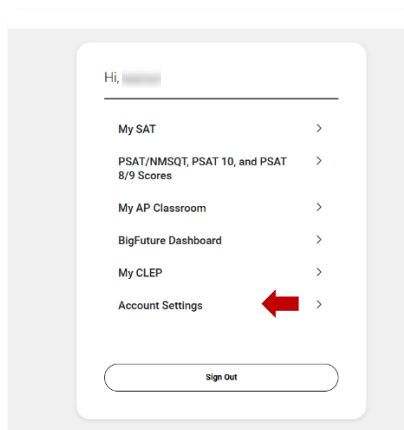 Hi,
My SAT
PSAT/NMSQT, PSAT 10, and PSAT
8/9 Scores
My AP Classroom
BigFuture Dashboard
My CLEP
Account Settings
Sign Out